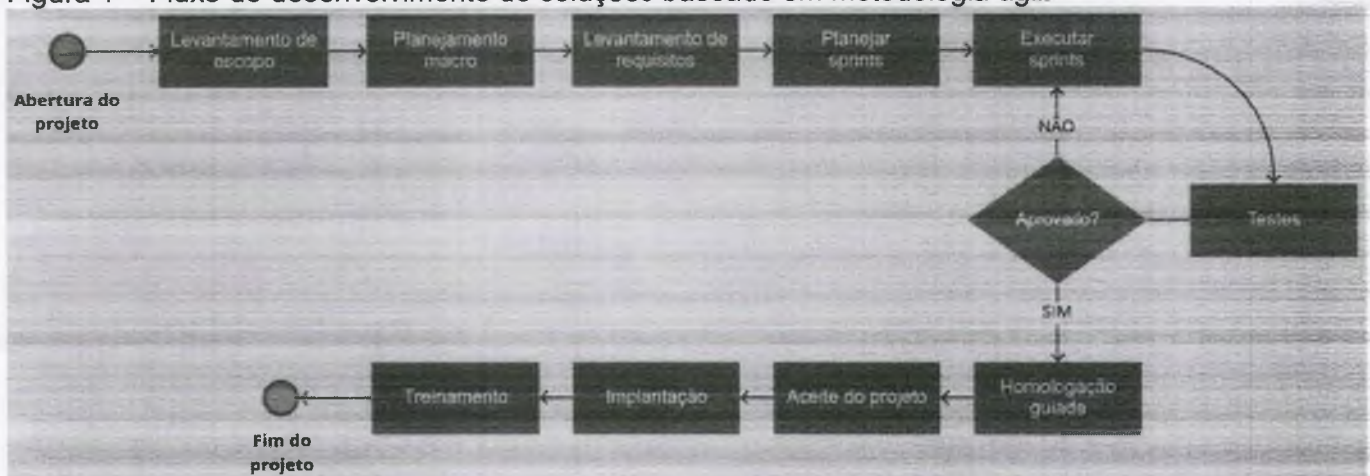 Levantamento de
escopo
Planejamento
macro
Levantamento de
requisitos
Planejar
sprints
Executar
sprints
Abertura do
projeto
NÃO
Aprovado?
Testes
SIM
Treinamento
Implantação
Aceite do projeto
Homologação
guiada
Fim do
projeto